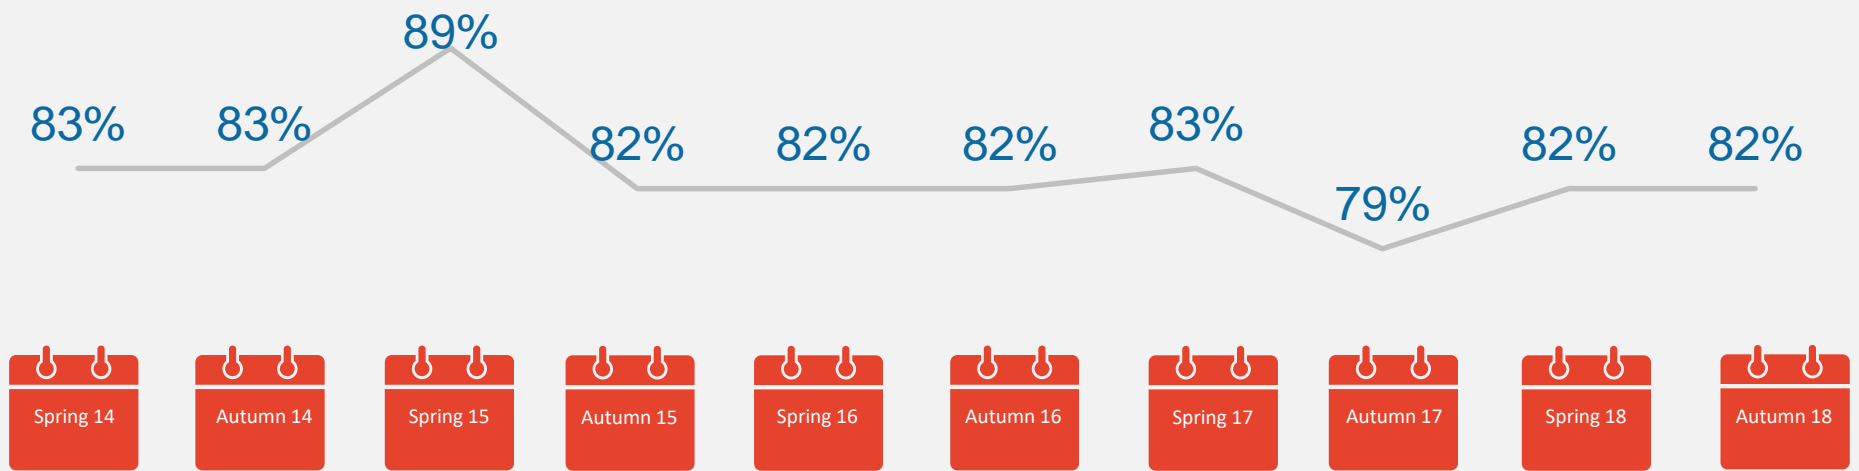 89%
83%
83%
82%
82%
82%
83%
79%
82%
82%
Spring 14
Autumn 14
Spring 15
Autumn 15
Spring 16
Autumn 16
Spring 17
Autumn 17
Spring 18
Autumn 18